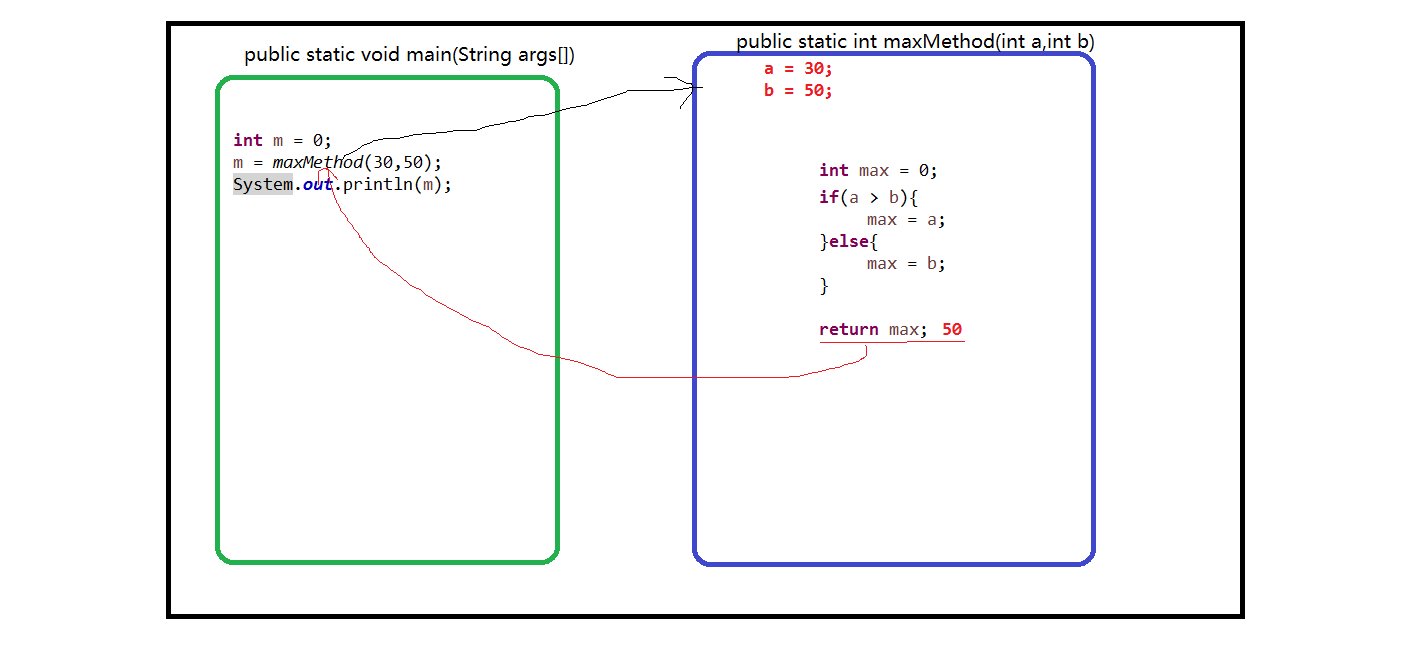 public static void main(String args[])
int m = 0;
m = maxMethod(30,50);
System.out.println(m);
public static int maxMethod(int a,int b)
a = 30;
b = 50;
int max = 0;
if(a > b){
max = a;
}else{
max = b;
}
return max; 50